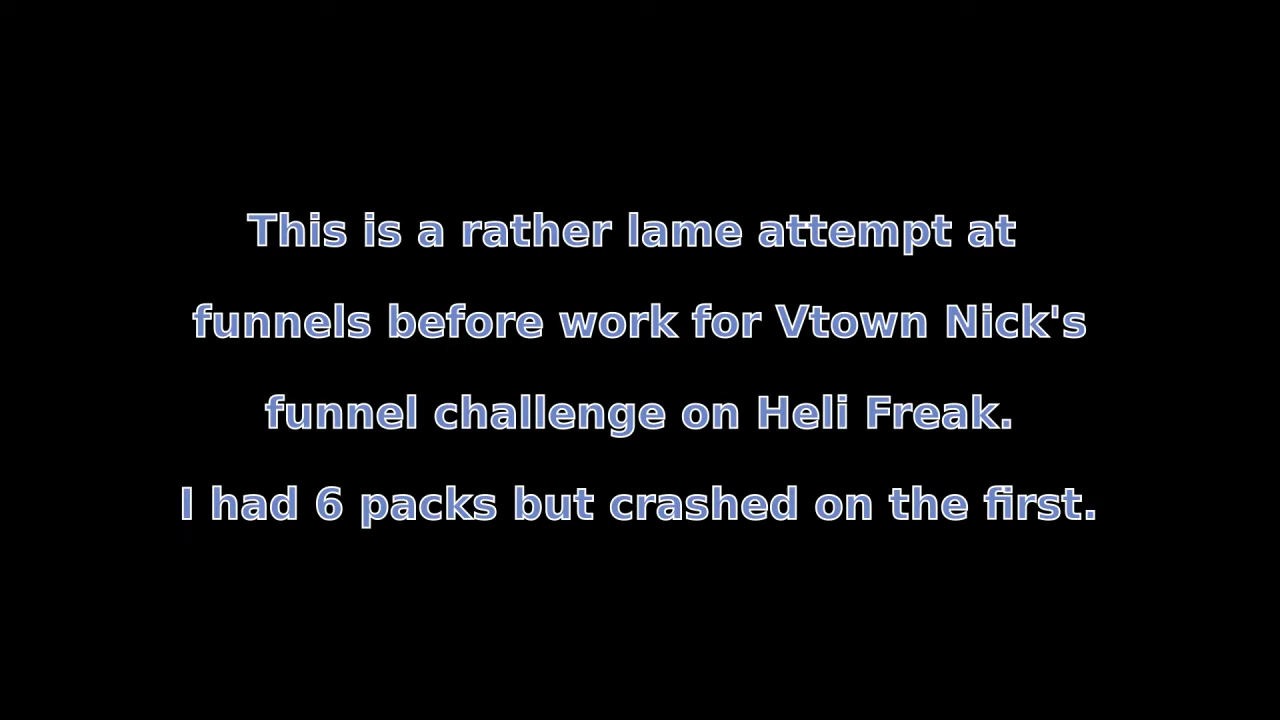 This is a rather lame attempt at
funnels before work for Vtown Nick's
funnel challenge on Heli Freak.
I had 6 packs but crashed on the first.